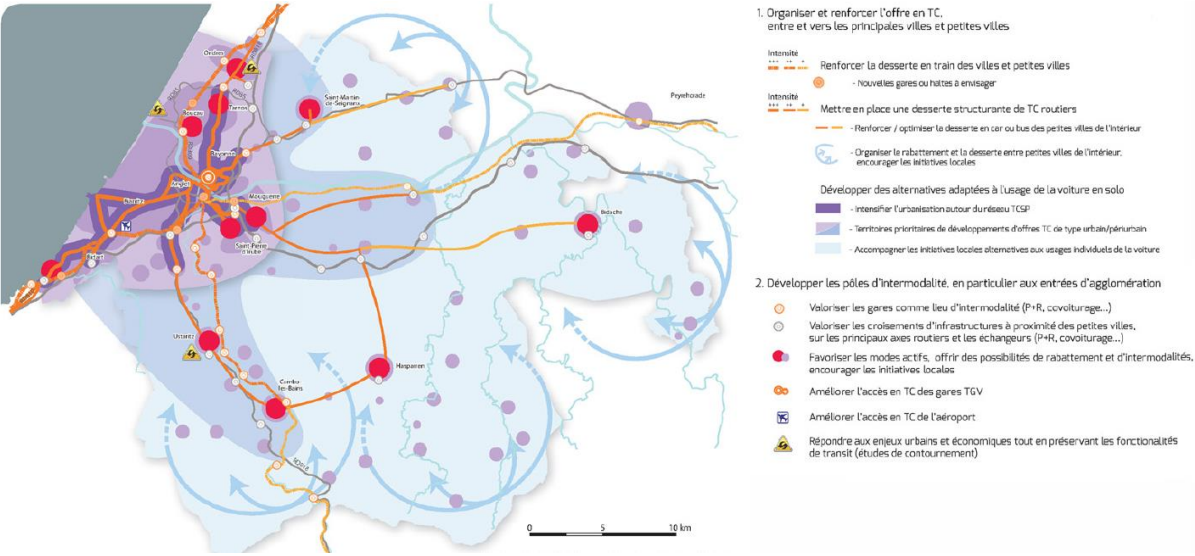 Ondres
Tarnos
Boucau
Saint-Martin
de-Seignanx
Peyrehorade
Bayonne
Anglet
Mouguerre
Biarritz
Saint-Pierre
d'Irube
Bidart
Bidache
Ustaritz
Hasparren
Cambo
les-Bains
0 5 10 km
1. Organiser et renforcer l'offre en TC,
entre et vers les principales villes et petites villes
Intensité
+++ ++ +
Renforcer la desserte en train des villes et petites villes
- Nouvelles gares ou haltes à envisager
Intensité
+++ ++ +
Mettre en place une desserte structurante de TC routiers
- Renforcer / optimiser la desserte en car ou bus des petites villes de l'intérieur
- Organiser le rabattement et la desserte entre petites villes de l'intérieur,
encourager les initiatives locales
Développer des alternatives adaptées à l'usage de la voiture en solo
- Intensifier l'urbanisation autour du réseau TCSP
- Territoires prioritaires de développements d'offres TC de type urbain/périurbain
- Accompagner les initiatives locales alternatives aux usages individuels de la voiture
2. Développer les pôles d'intermodalité, en particulier aux entrées d'agglomération
Valoriser les gares comme lieu d'intermodalité (P+R, covoiturage...)
Valoriser les croisements d'infrastructures à proximité des petites villes,
sur les principaux axes routiers et les échangeurs (P+R, covoiturage...)
Favoriser les modes actifs, offrir des possibilités de rabattement et d'intermodalités,
encourager les initiatives locales
Améliorer l'accès en TC des gares TGV
Améliorer l'accès en TC de l'aéroport
Répondre aux enjeux urbains et économiques tout en préservant les fonctionalités
de transit (études de contournement)